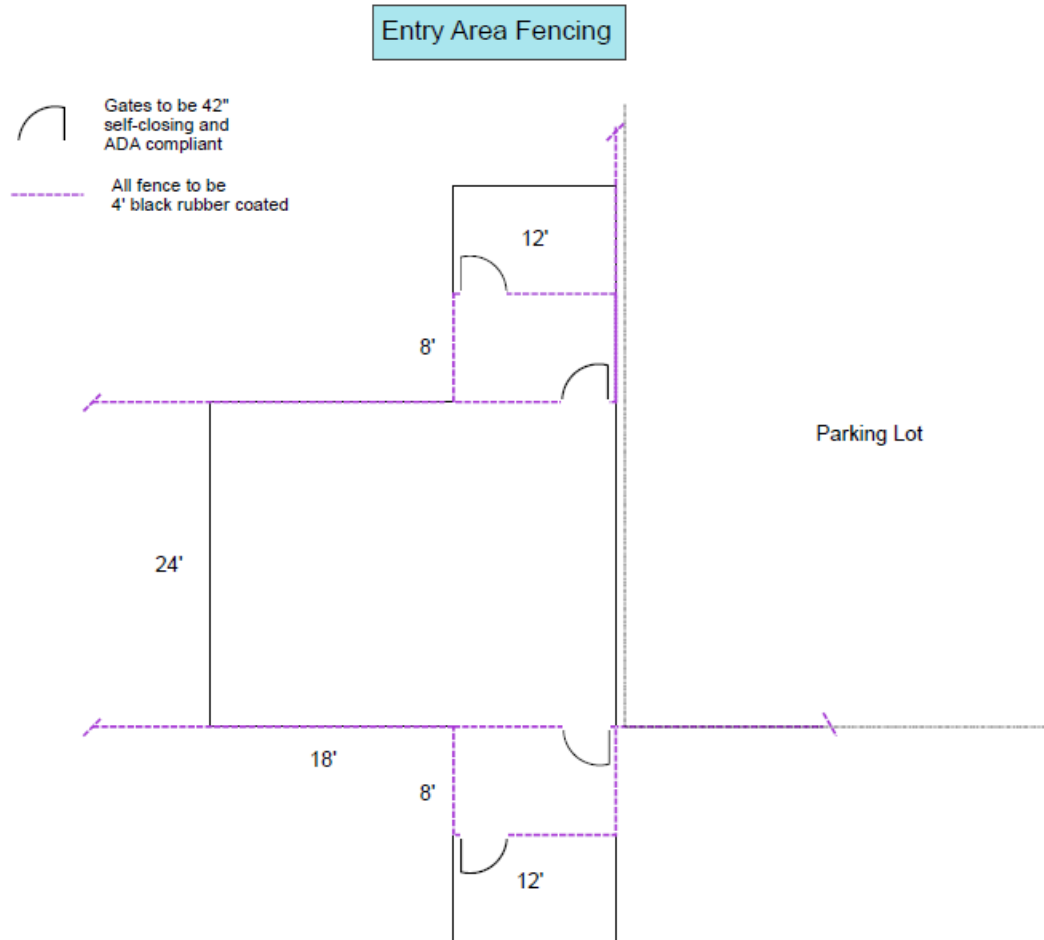 Entry Area Fencing
Gates to be 42"
self-closing and
ADA compliant
All fence to be
4' black rubber coated
12'
8'
Parking Lot
24'
18'
8'
12'